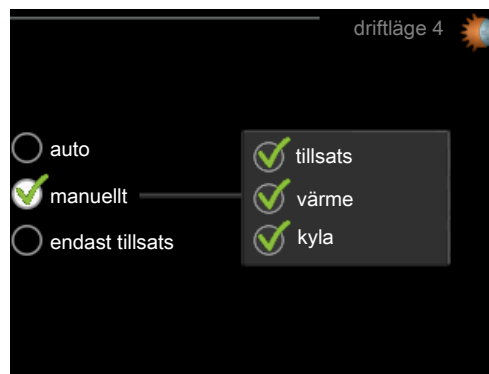 driftläge 4
auto
manuellt
endast tillsats
tillsats
värme
kyla